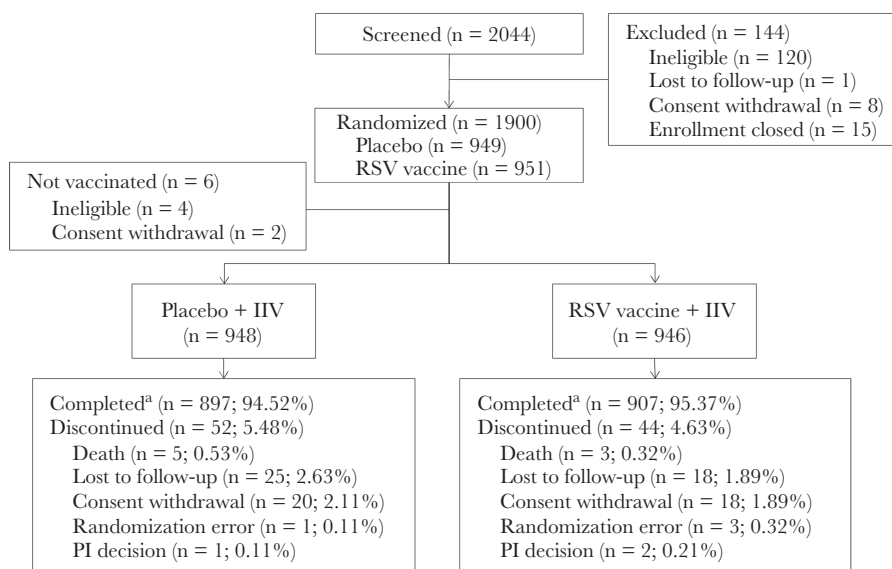 Screened (n = 2044)
Excluded (n = 144)
Ineligible (n = 120)
Lost to follow-up (n = 1)
Consent withdrawal (n = 8)
Enrollment closed (n = 15)
Randomized (n = 1900)
Placebo (n = 949)
RSV vaccine (n = 951)
Not vaccinated (n = 6)
Ineligible (n = 4)
Consent withdrawal (n = 2)
Placebo + IIV
(n = 948)
RSV vaccine + IIV
(n = 946)
Completedᵃ (n = 897; 94.52%)
Discontinued (n = 52; 5.48%)
Death (n = 5; 0.53%)
Lost to follow-up (n = 25; 2.63%)
Consent withdrawal (n = 20; 2.11%)
Randomization error (n = 1; 0.11%)
PI decision (n = 1; 0.11%)
Completedᵃ (n = 907; 95.37%)
Discontinued (n = 44; 4.63%)
Death (n = 3; 0.32%)
Lost to follow-up (n = 18; 1.89%)
Consent withdrawal (n = 18; 1.89%)
Randomization error (n = 3; 0.32%)
PI decision (n = 2; 0.21%)